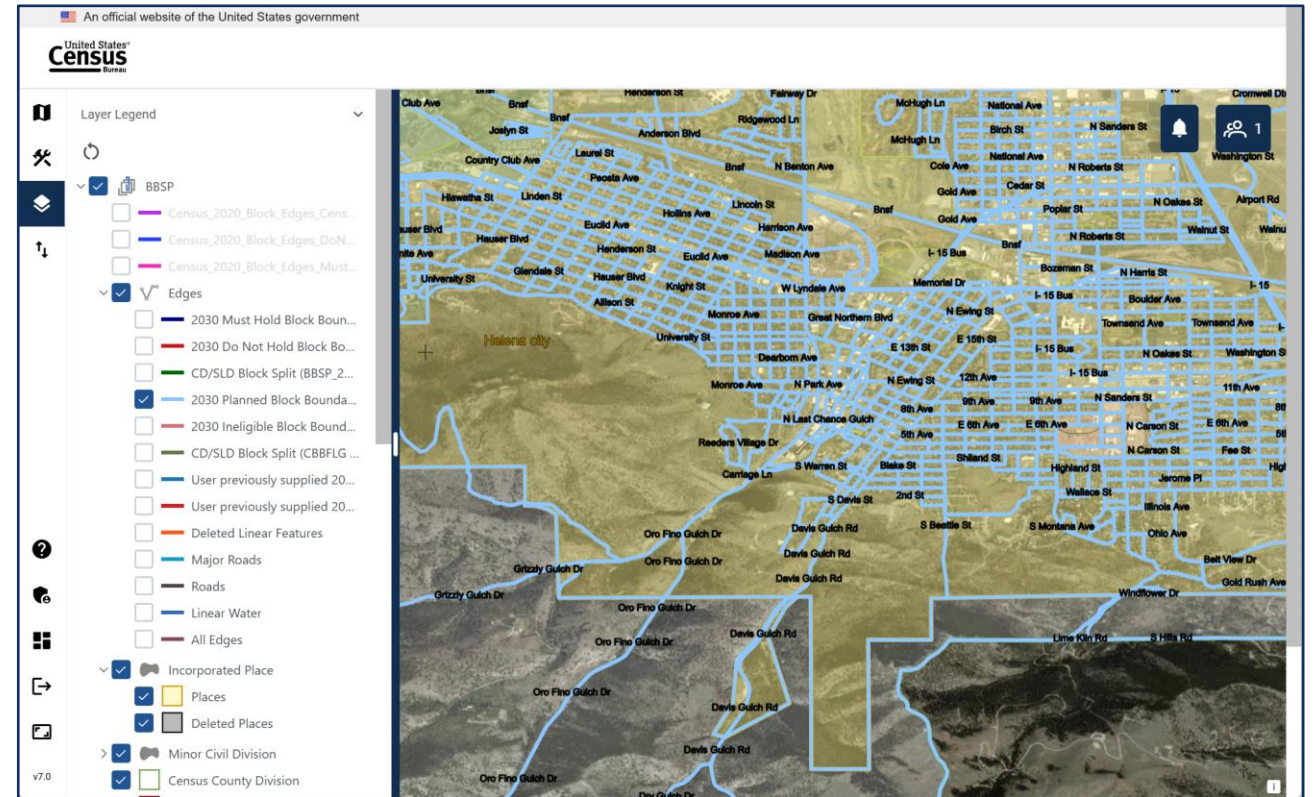 An official website of the United States government
United States®
Census
Bureau
Layer Legend
BBSP
Census_2020_Block_Edges_Cens...
Census_2020_Block_Edges_DoN...
Census_2020_Block_Edges_Must...
Edges
2030 Must Hold Block Boun...
2030 Do Not Hold Block Bo...
CD/SLD Block Split (BBSP_2...
2030 Planned Block Bounda...
2030 Ineligible Block Bound...
CD/SLD Block Split (CBBFLG ...
User previously supplied 20...
User previously supplied 20...
Deleted Linear Features
Major Roads
Roads
Linear Water
All Edges
Incorporated Place
Places
Deleted Places
Minor Civil Division
Census County Division
v7.0
1
Henderson St
Fairway Dr
Cromwell Di
Club Ave
Bnsf
McHugh Ln
National Ave
Bnsf
Ridgewood Ln
Joslyn St
Anderson Blvd
Birch St
N Sanders St
McHugh Ln
Country Club Ave
Laurel St
National Ave
Washington St
Bnsf
N Benton Ave
Cole Ave
N Roberts St
Peosta Ave
Gold Ave
Cedar St
Hiawatha St
Linden St
Lincoln St
N Oakes St
Airport Rd
Hollins Ave
Bnsf
Gold Ave
Poplar St
auser Blvd
Euclid Ave
Harrison Ave
Walnut St
Walnu
Hauser Blvd
N Roberts St
Henderson St
Bnsf
nite Ave
Euclid Ave
Madison Ave
I- 15 Bus
University St
Glendale St
Hauser Blvd
Bozeman St
N Harris St
Knight St
W Lyndale Ave
Memorial Dr
I- 15
Allison St
I- 15 Bus
Boulder Ave
Monroe Ave
Great Northern Blvd
N Ewing St
Townsend Ave
Townsend Ave
I-
Helena city
University St
E 13th St
E 15th St
I- 15 Bus
N Oakes St
Washington S
Dearborn Ave
I- 15 Bus
Monroe Ave
N Park Ave
N Ewing St
12th Ave
11th Ave
9th Ave
9th Ave
N Sanders St
8th Ave
8th
N Last Chance Gulch
E 6th Ave
E 6th Ave
N Carson St
E 6th Ave
5th Ave
5t
Reeders Village Dr
N Carson St
Fee St
Shiland St
S Warren St
Blake St
Highland St
Higl
Carriage Ln
Jerome Pl
2nd St
Wallace St
S Davis St
Illinois Ave
Oro Fino Gulch Dr
Davis Gulch Rd
S Beattie St
S Montana Ave
Ohio Ave
Davis Gulch Rd
Grizzly Gulch Dr
Oro Fino Gulch Dr
Belt View Dr
Davis Gulch Rd
Gold Rush Ave
Grizzly Gulch Dr
Windflower Dr
Oro Fino Gulch Dr
Davis Gulch Rd
Lime Kiln Rd
S Hills Rd
Oro Fino Gulch Dr
Oro Fino Gulch Dr
Davis Gulch Rd
Davis Gulch Rd
Oro Fino Gulch Dr
Dry Gulch Dr